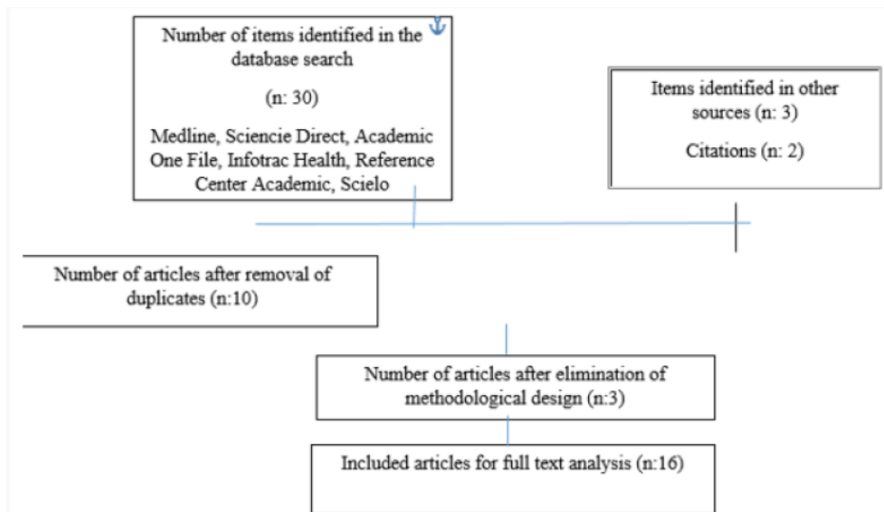 Number of items identified in the
database search
(n: 30)
Medline, Sciencie Direct, Academic
One File, Infotrac Health, Reference
Center Academic, Scielo
Items identified in other
sources (n: 3)
Citations (n: 2)
Number of articles after removal of
duplicates (n:10)
Number of articles after elimination of
methodological design (n:3)
Included articles for full text analysis (n:16)